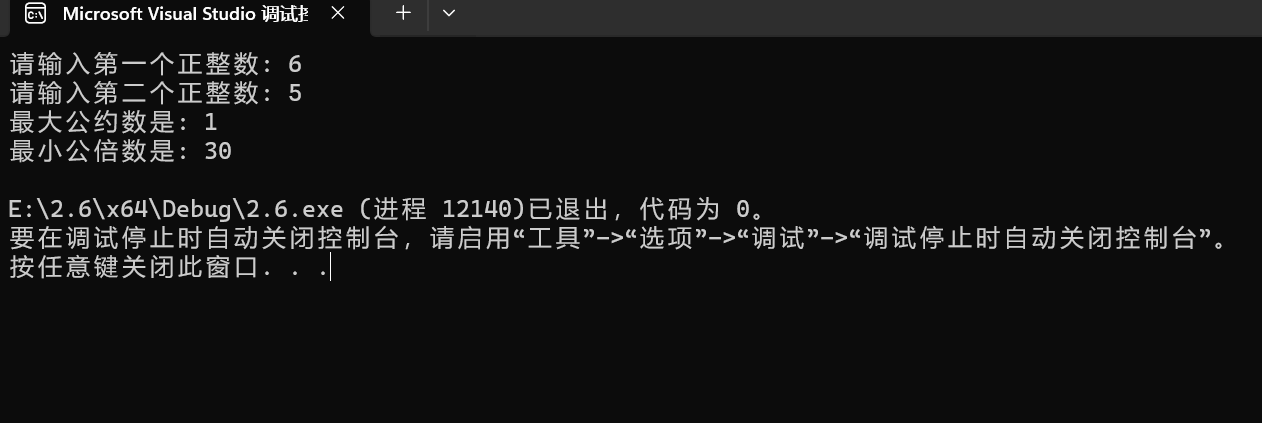 Microsoft Visual Studio 调试
请输入第一个正整数: 6
请输入第二个正整数: 5
最大公约数是: 1
最小公倍数是: 30
E:\2.6\x64\Debug\2.6.exe (进程 12140)已退出，代码为 0。
要在调试停止时自动关闭控制台，请启用“工具”->“选项”->“调试”->“调试停止时自动关闭控制台”。
按任意键关闭此窗口. . .